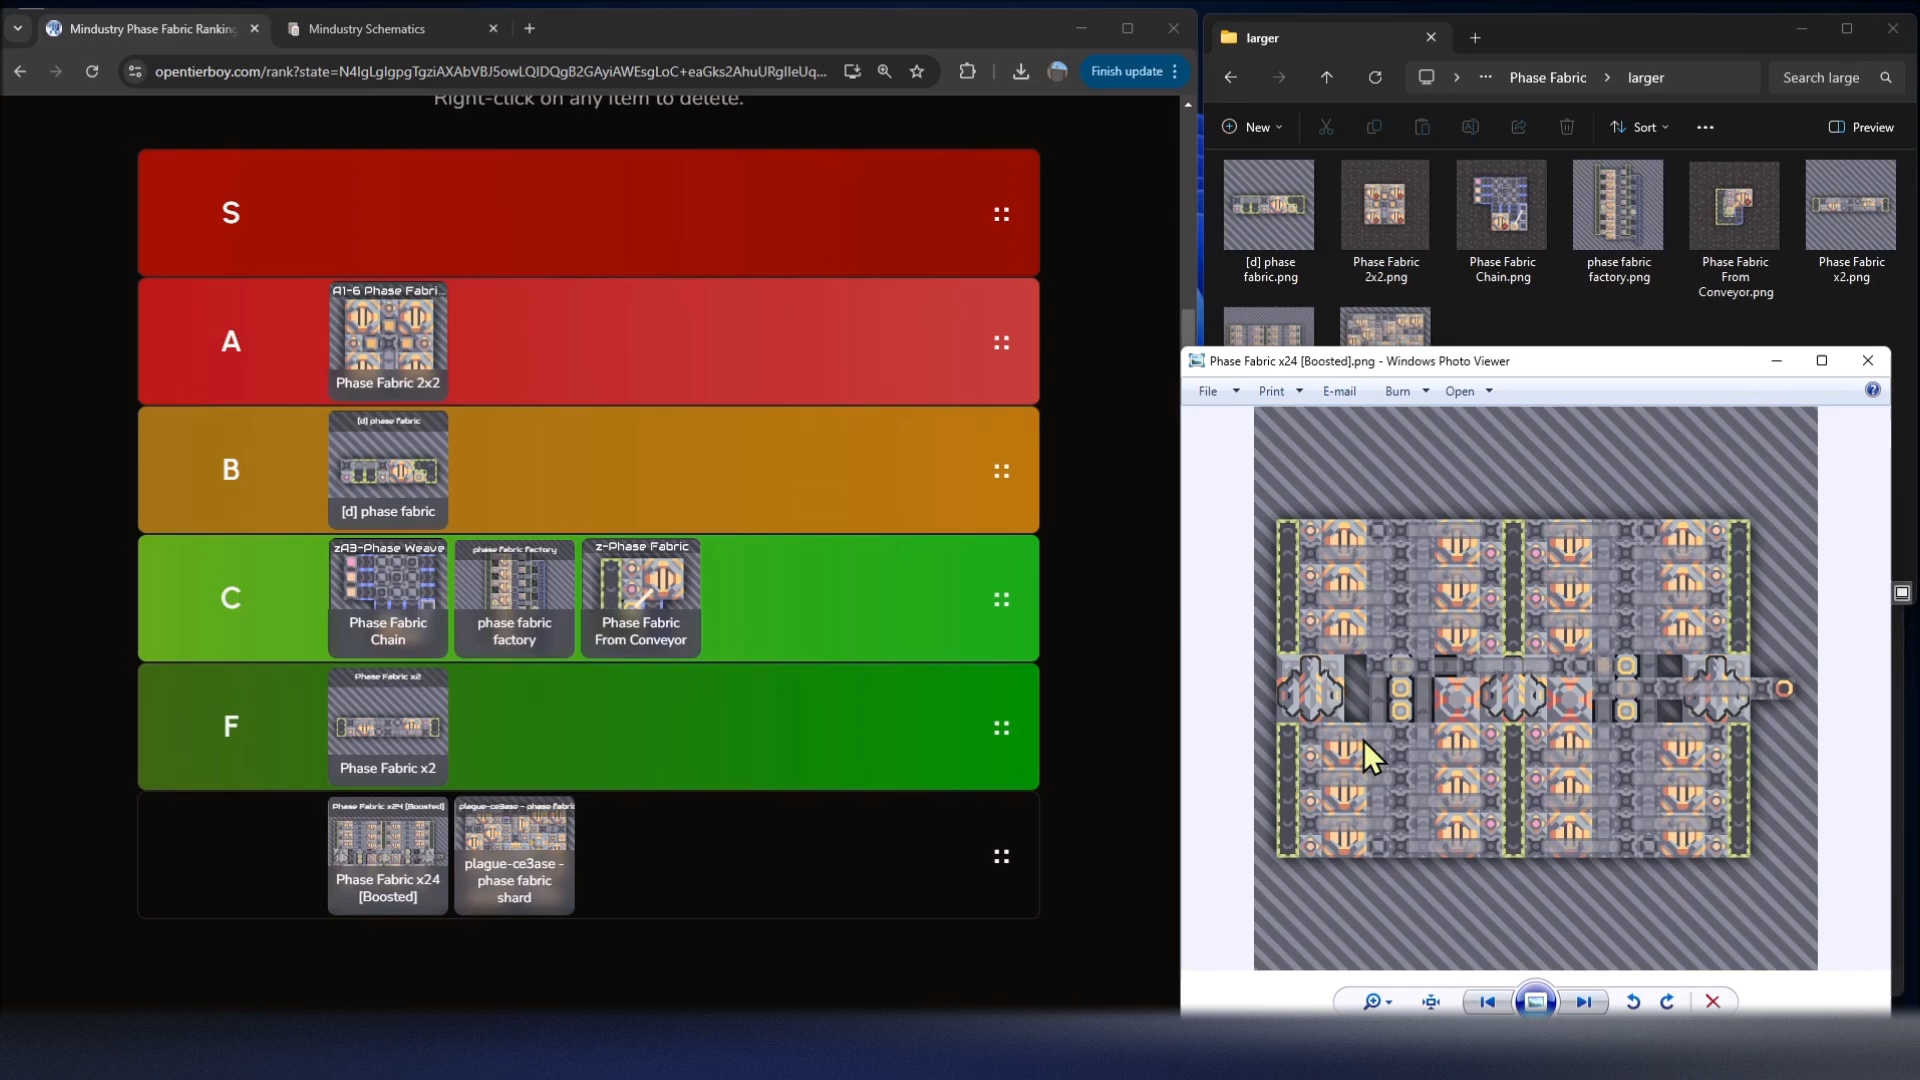 Mindustry Phase Fabric Ranking
Mindustry Schematics
opentierboy.com/rank?state=N4IgLgIgpgTgziAXAbVBJ5owLQIDQgB2GAyiAWEsgLoC+eaGks2AhuURgIleUq...
Finish update
Right-click on any item to delete.
S
A
A1-6 Phase Fabri...
Phase Fabric 2x2
B
[d] phase fabric
[d] phase fabric
C
zA3-Phase Weave
Phase Fabric
Chain
phase fabric factory
phase fabric
factory
z-Phase Fabric
Phase Fabric
From Conveyor
F
Phase Fabric x2
Phase Fabric x2
Phase Fabric x24 [Boosted]
Phase Fabric x24
[Boosted]
plague-ce3ase - phase fabric
plague-ce3ase -
phase fabric
shard
larger
Phase Fabric
larger
Search large
New
Sort
Preview
[d] phase
fabric.png
Phase Fabric
2x2.png
Phase Fabric
Chain.png
phase fabric
factory.png
Phase Fabric
From
Conveyor.png
Phase Fabric
x2.png
Phase Fabric x24 [Boosted].png - Windows Photo Viewer
File
Print
E-mail
Burn
Open